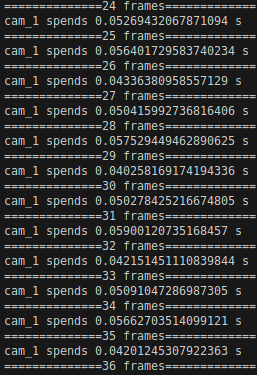 ==============24 frames==============
cam_1 spends 0.05269432067871094 s
==============25 frames==============
cam_1 spends 0.056401729583740234 s
==============26 frames==============
cam_1 spends 0.04336380958557129 s
==============27 frames==============
cam_1 spends 0.050415992736816406 s
==============28 frames==============
cam_1 spends 0.057529449462890625 s
==============29 frames==============
cam_1 spends 0.040258169174194336 s
==============30 frames==============
cam_1 spends 0.050278425216674805 s
==============31 frames==============
cam_1 spends 0.05900120735168457 s
==============32 frames==============
cam_1 spends 0.042151451110839844 s
==============33 frames==============
cam_1 spends 0.05091047286987305 s
==============34 frames==============
cam_1 spends 0.05662703514099121 s
==============35 frames==============
cam_1 spends 0.04201245307922363 s
==============36 frames==============